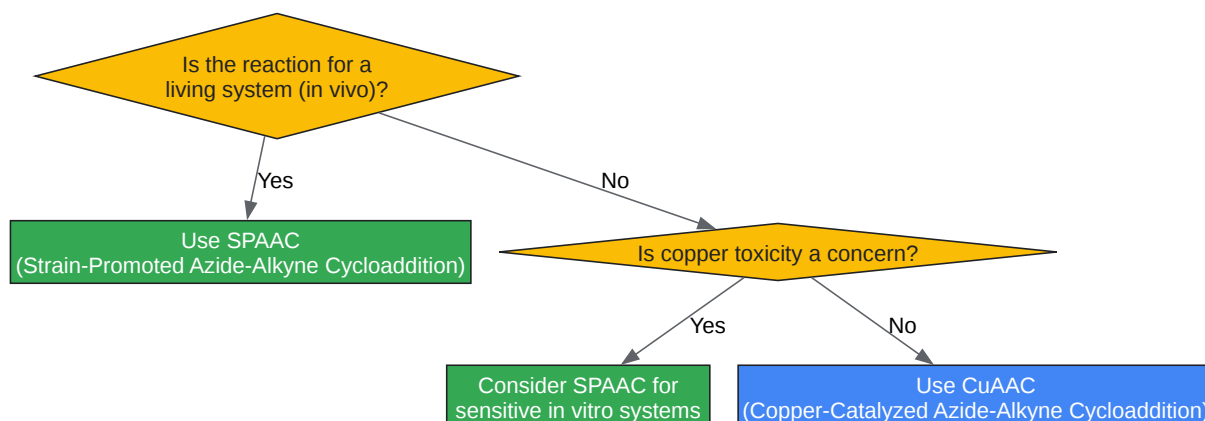 Is the reaction for a
living system (in vivo)?
Yes
No
Use SPAAC
(Strain-Promoted Azide-Alkyne Cycloaddition)
Is copper toxicity a concern?
Yes
No
Consider SPAAC for
sensitive in vitro systems
Use CuAAC
(Copper-Catalyzed Azide-Alkyne Cycloaddition)